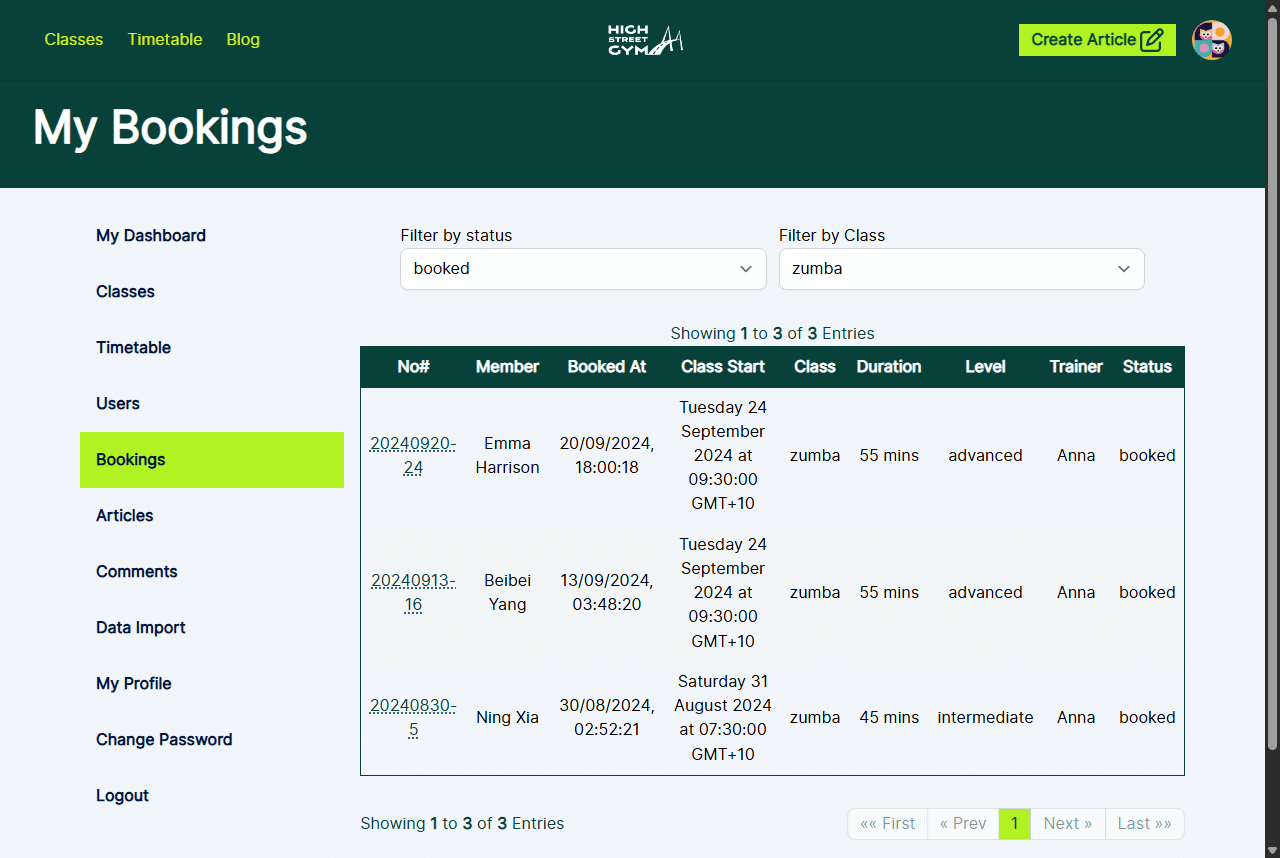 Classes Timetable Blog
HIGH
STREET
GYM
Create Article
My Bookings
My Dashboard
Classes
Timetable
Users
Bookings
Articles
Comments
Data Import
My Profile
Change Password
Logout
Filter by status Filter by Class
booked zumba
Showing 1 to 3 of 3 Entries
No# Member Booked At Class Start Class Duration Level Trainer Status
20240920-
24
Emma
Harrison
20/09/2024,
18:00:18
Tuesday 24
September
2024 at
09:30:00
GMT+10
zumba 55 mins advanced Anna booked
20240913-
16
Beibei
Yang
13/09/2024,
03:48:20
Tuesday 24
September
2024 at
09:30:00
GMT+10
zumba 55 mins advanced Anna booked
20240830-
5
Ning Xia
30/08/2024,
02:52:21
Saturday 31
August 2024
at 07:30:00
GMT+10
zumba 45 mins intermediate Anna booked
Showing 1 to 3 of 3 Entries
«« First « Prev 1 Next » Last »»